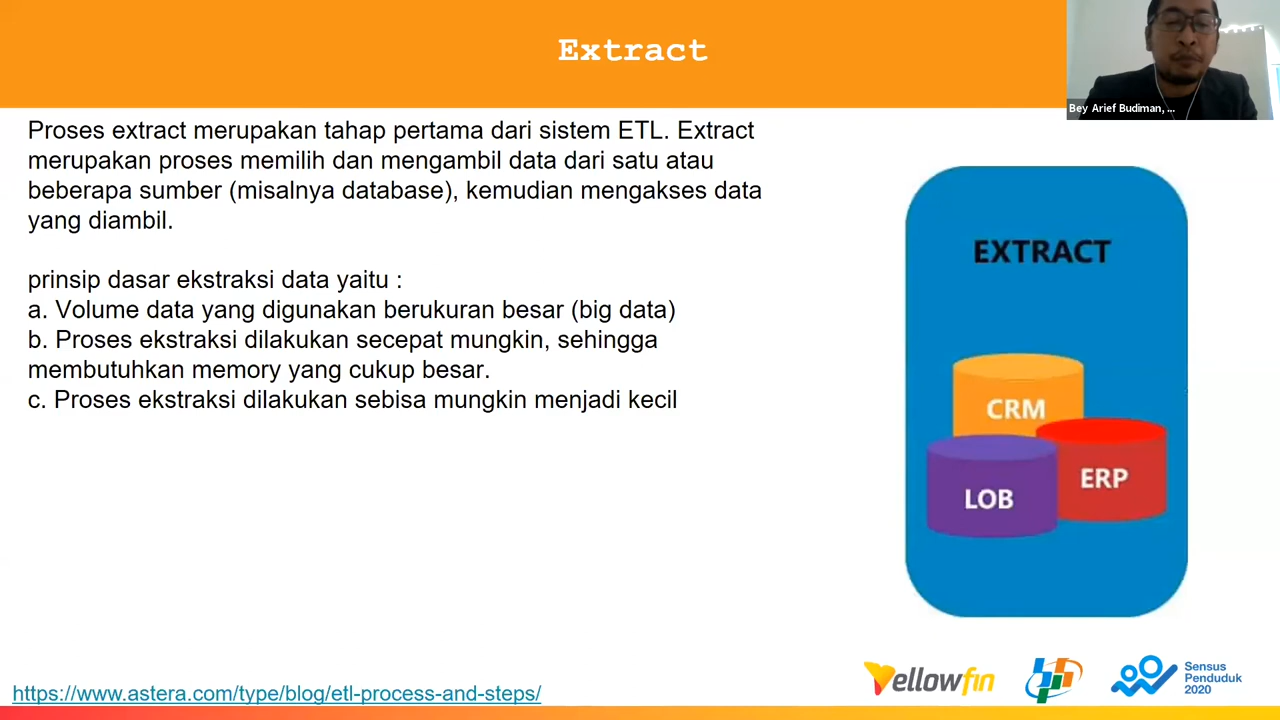 Extract
Bey Arief Budiman, ...
Proses extract merupakan tahap pertama dari sistem ETL. Extract
merupakan proses memilih dan mengambil data dari satu atau
beberapa sumber (misalnya database), kemudian mengakses data
yang diambil.
prinsip dasar ekstraksi data yaitu :
a. Volume data yang digunakan berukuran besar (big data)
b. Proses ekstraksi dilakukan secepat mungkin, sehingga
membutuhkan memory yang cukup besar.
c. Proses ekstraksi dilakukan sebisa mungkin menjadi kecil
EXTRACT
CRM
ERP
LOB
https://www.astera.com/type/blog/etl-process-and-steps/
Yellowfin
Sensus
Penduduk
2020